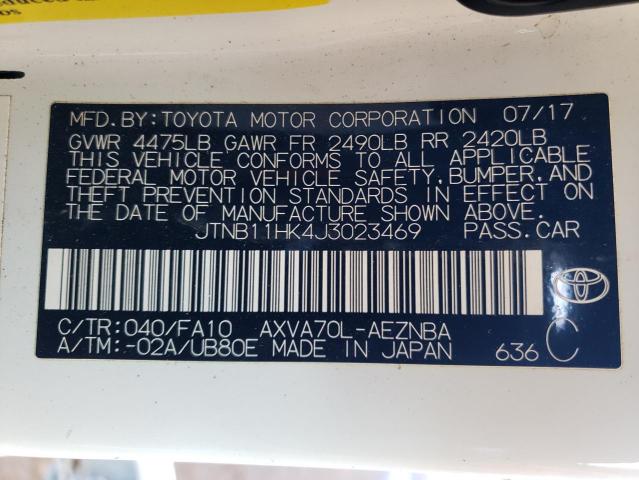 MFD.BY:TOYOTA MOTOR CORPORATION 07/17
GVWR 4475LB GAWR FR 2490LB RR 2420LB
THIS VEHICLE CONFORMS TO ALL APPLICABLE
FEDERAL MOTOR VEHICLE SAFETY,BUMPER,AND
THEFT PREVENTION STANDARDS IN EFFECT ON
THE DATE OF MANUFACTURE SHOWN ABOVE.
JTNB11HK4J3023469 PASS.CAR
C/TR:040/FA10 AXVA70L-AEZNBA
A/TM:-02A/UB80E MADE IN JAPAN 636 C